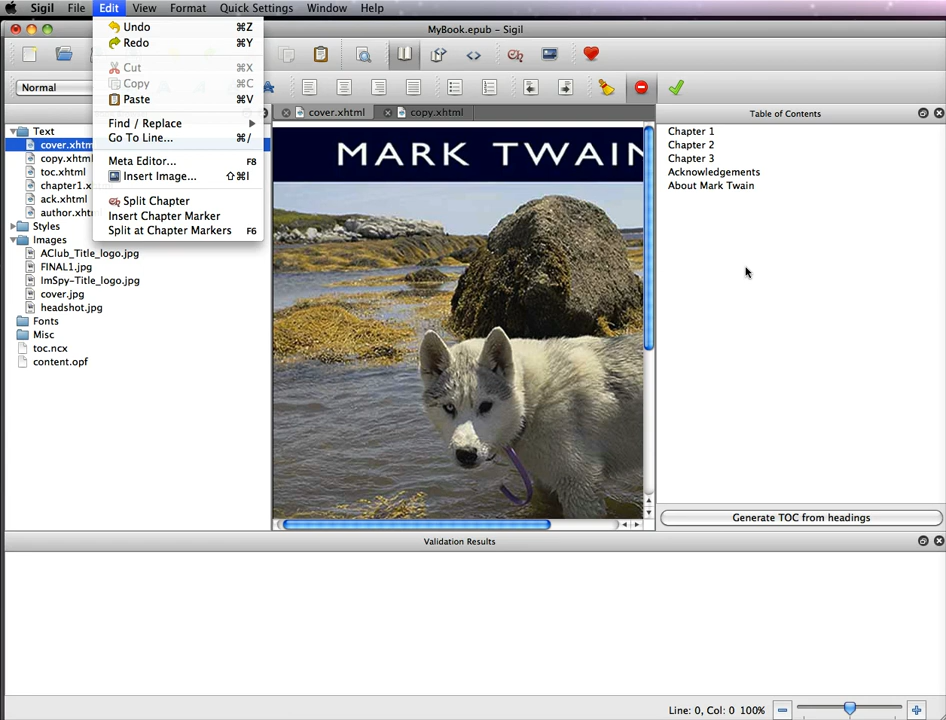 Sigil File Edit View Format Quick Settings Window Help
MyBook.epub - Sigil
Undo ⌘Z
Redo ⌘Y
Cut ⌘X
Copy ⌘C
Paste ⌘V
Find / Replace
Go To Line... ⌘/
Meta Editor... F8
Insert Image... ⇧⌘I
Split Chapter
Insert Chapter Marker
Split at Chapter Markers F6
Normal
Text
cover.xhtm
copy.xhtm
toc.xhtml
chapter1.x
ack.xhtml
author.xht
Styles
Images
AClub_Title_logo.jpg
FINAL1.jpg
ImSpy-Title_logo.jpg
cover.jpg
headshot.jpg
Fonts
Misc
toc.ncx
content.opf
cover.xhtml copy.xhtml
MARK TWAIN
Table of Contents
Chapter 1
Chapter 2
Chapter 3
Acknowledgements
About Mark Twain
Generate TOC from headings
Validation Results
Line: 0, Col: 0 100%